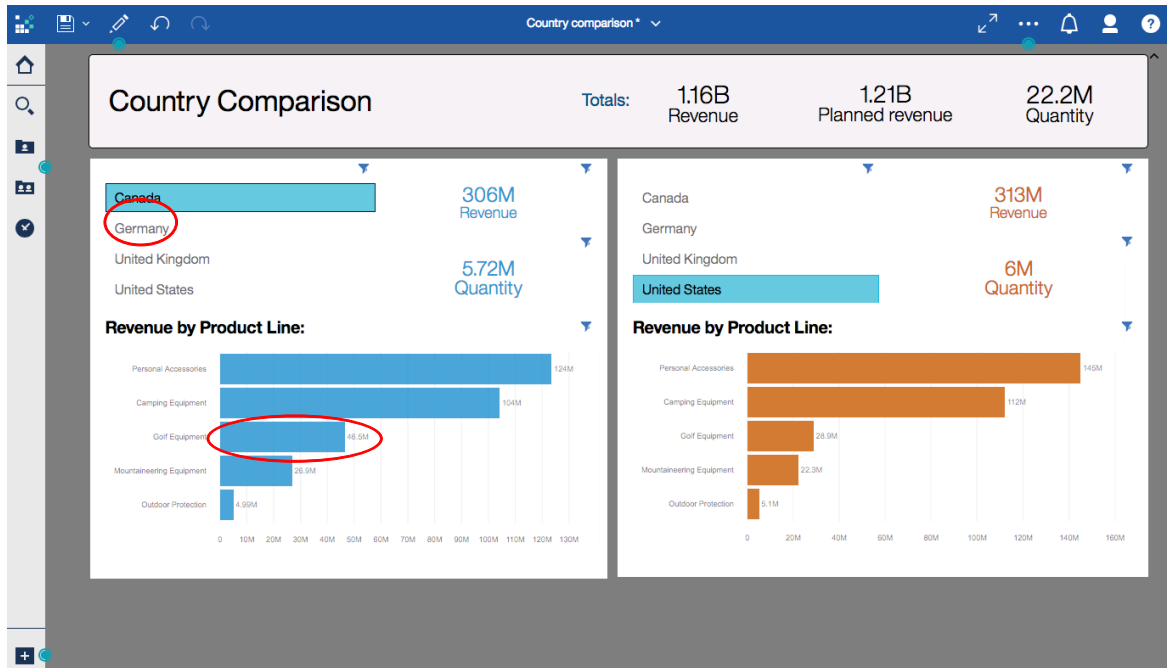 Country comparison *
?
Country Comparison
Totals:
1.16B
Revenue
1.21B
Planned revenue
22.2M
Quantity
Canada
Germany
United Kingdom
United States
306M
Revenue
5.72M
Quantity
Revenue by Product Line:
Personal Accessories 124M
Camping Equipment 104M
Golf Equipment 46.5M
Mountaineering Equipment 26.9M
Outdoor Protection 4.99M
0 10M 20M 30M 40M 50M 60M 70M 80M 90M 100M 110M 120M 130M
Canada
Germany
United Kingdom
United States
313M
Revenue
6M
Quantity
Revenue by Product Line:
Personal Accessories 145M
Camping Equipment 112M
Golf Equipment 28.9M
Mountaineering Equipment 22.3M
Outdoor Protection 5.1M
0 20M 40M 60M 80M 100M 120M 140M 160M